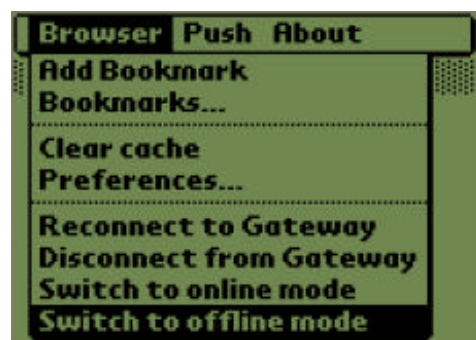 Browser Push About
Add Bookmark
Bookmarks...
Clear cache
Preferences...
Reconnect to Gateway
Disconnect from Gateway
Switch to online mode
Switch to offline mode